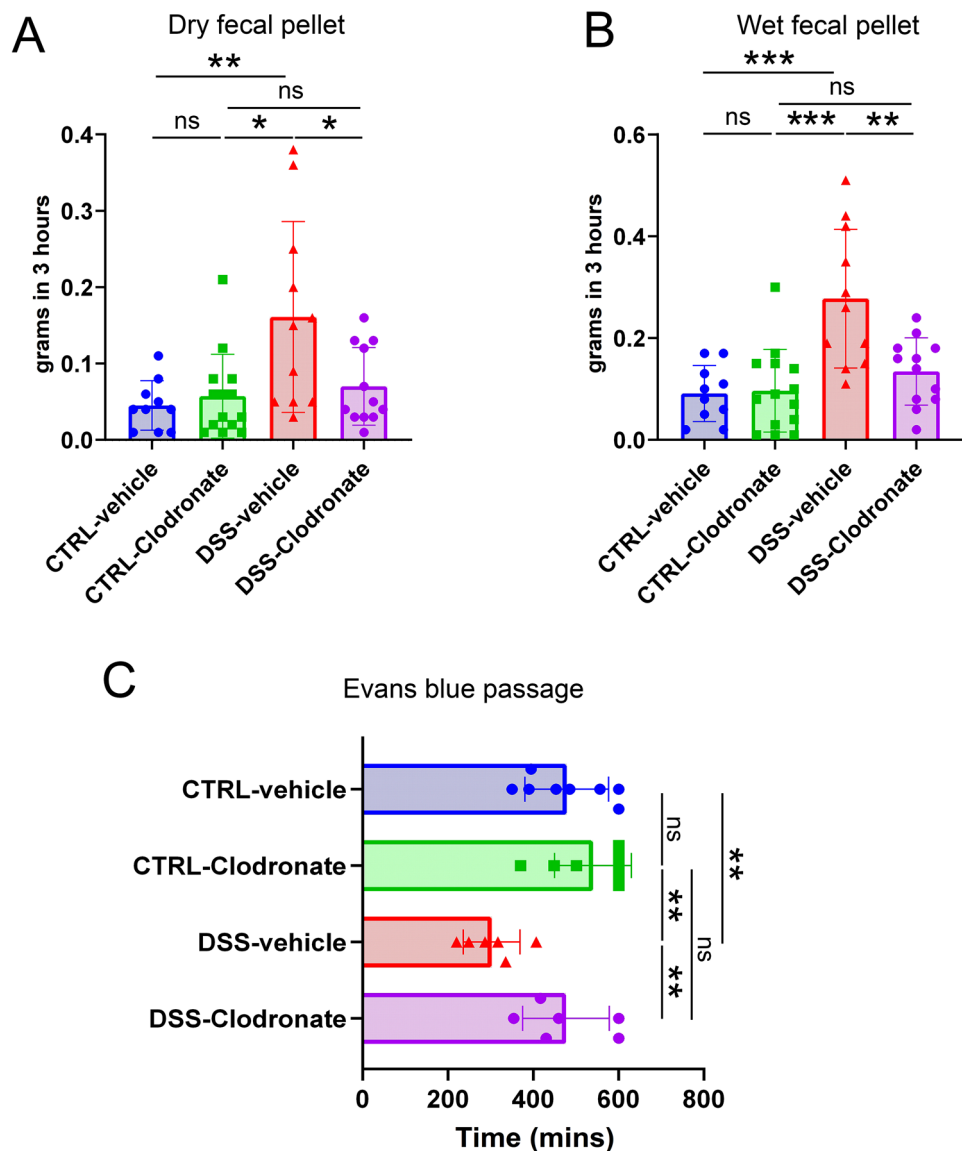 A
Dry fecal pellet
**
ns
ns
*
*
0.4
0.3
0.2
0.1
0.0
grams in 3 hours
CTRL-vehicle
CTRL-Clodronate
DSS-vehicle
DSS-Clodronate
B
Wet fecal pellet
***
ns
ns
***
**
0.6
0.4
0.2
0.0
grams in 3 hours
CTRL-vehicle
CTRL-Clodronate
DSS-vehicle
DSS-Clodronate
C
Evans blue passage
CTRL-vehicle
CTRL-Clodronate
DSS-vehicle
DSS-Clodronate
ns
**
**
ns
**
0
200
400
600
800
Time (mins)